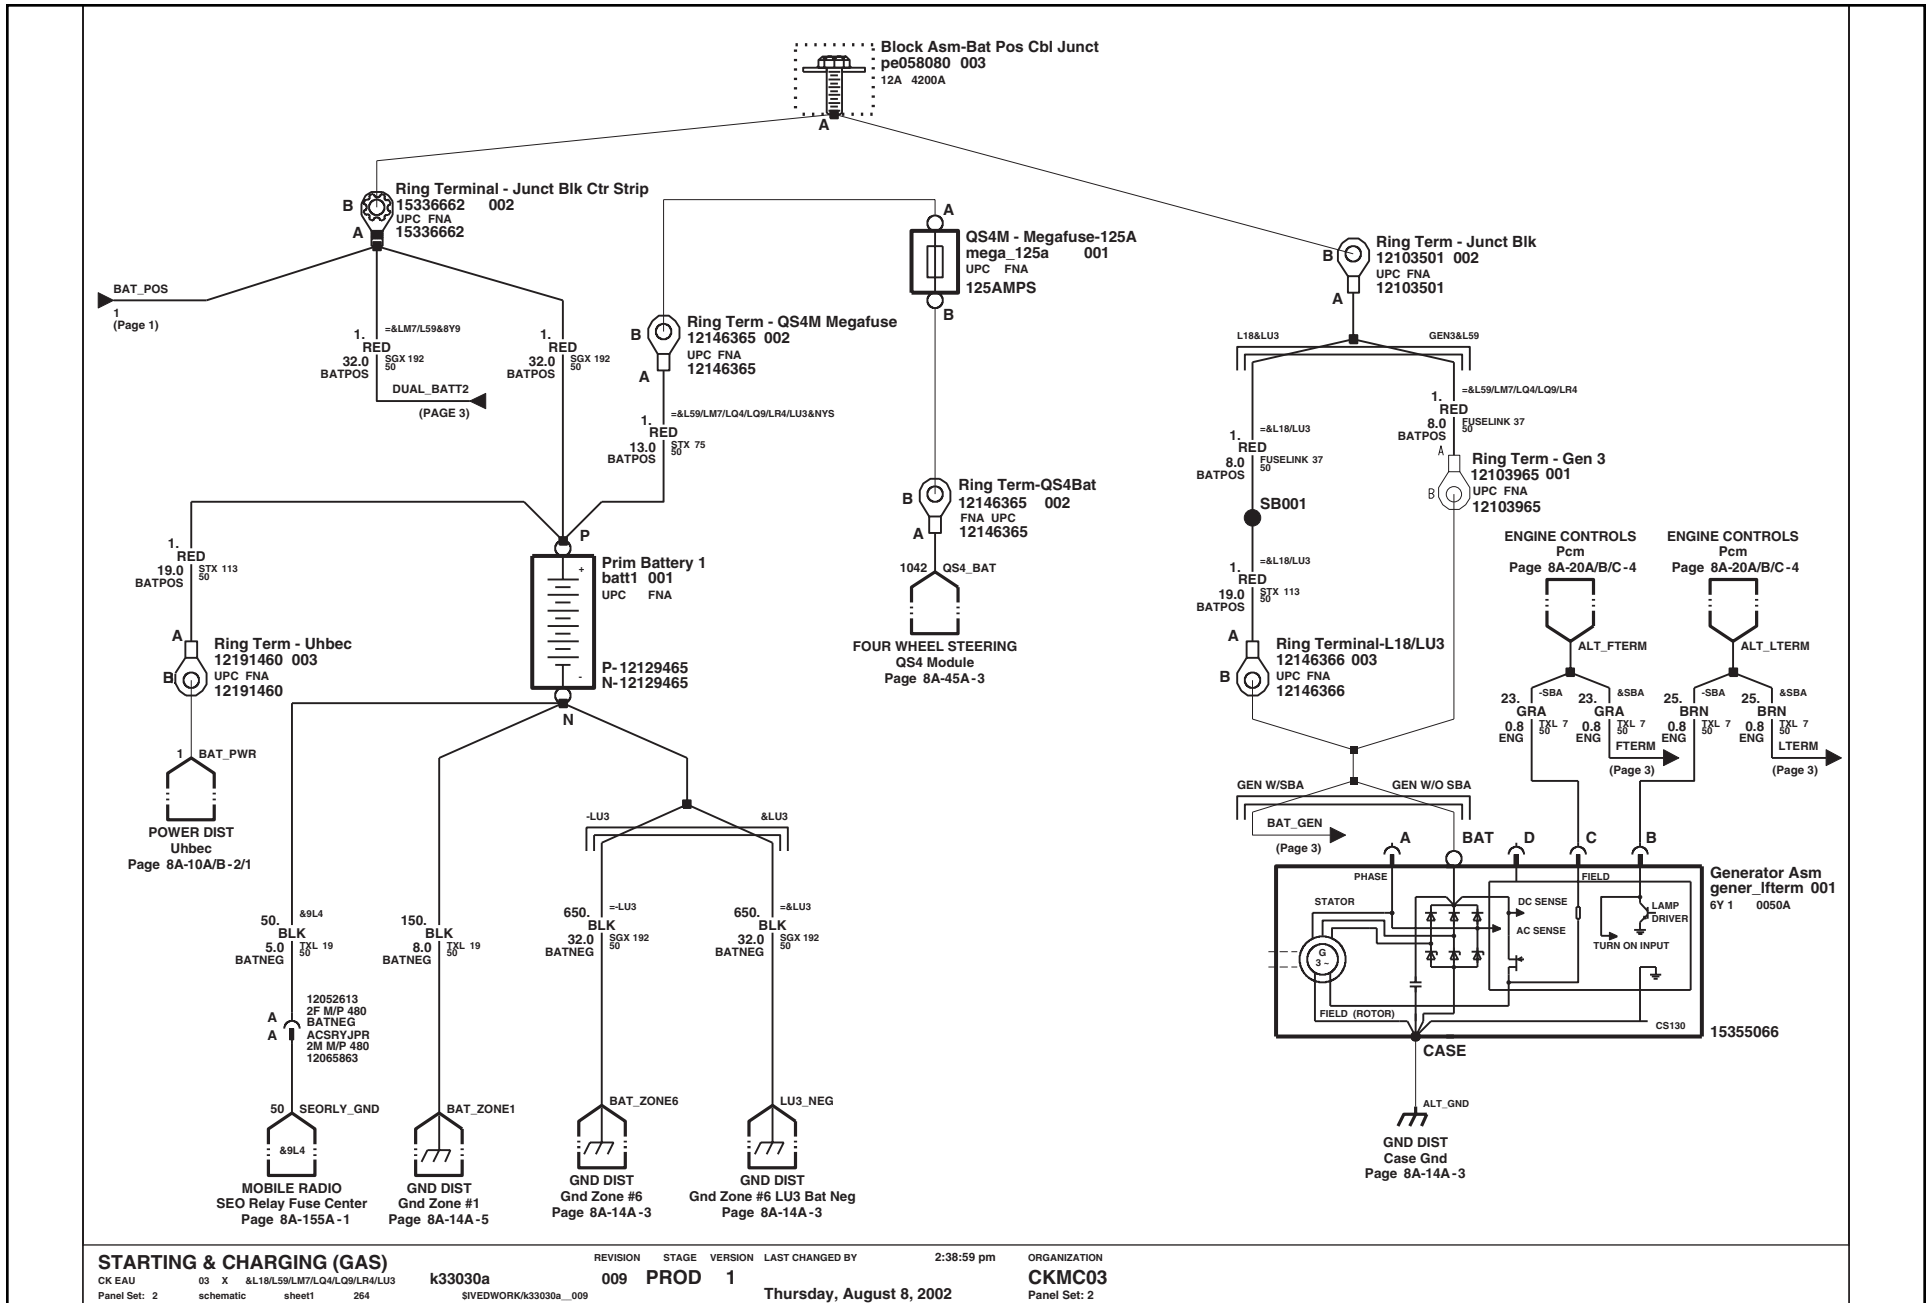 Block Asm-Bat Pos Cbl Junct
pe058080 003
12A 4200A
A
B
Ring Terminal - Junct Blk Ctr Strip
15336662 002
UPC FNA
15336662
A
BAT_POS
1
(Page 1)
1.
=&LM7/L59&8Y9
RED
32.0
SGX 192
50
BATPOS
DUAL_BATT2
(PAGE 3)
1.
RED
32.0
SGX 192
50
BATPOS
B
Ring Term - QS4M Megafuse
12146365 002
UPC FNA
12146365
A
=&L59/LM7/LQ4/LQ9/LR4/LU3&NYS
1.
RED
13.0
STX 75
50
BATPOS
A
QS4M - Megafuse-125A
mega_125a 001
UPC FNA
125AMPS
B
B
Ring Term-QS4Bat
12146365 002
FNA UPC
12146365
A
1042 QS4_BAT
FOUR WHEEL STEERING
QS4 Module
Page 8A-45A-3
B
Ring Term - Junct Blk
12103501 002
UPC FNA
12103501
A
L18&LU3
GEN3&L59
=&L18/LU3
1.
RED
8.0
FUSELINK 37
50
BATPOS
=&L59/LM7/LQ4/LQ9/LR4
1.
RED
8.0
FUSELINK 37
50
BATPOS
A
Ring Term - Gen 3
12103965 001
B
UPC FNA
12103965
SB001
=&L18/LU3
1.
RED
19.0
STX 113
50
BATPOS
A
Ring Terminal-L18/LU3
12146366 003
B
UPC FNA
12146366
1.
RED
19.0
STX 113
50
BATPOS
A
Ring Term - Uhbec
12191460 003
B
UPC FNA
12191460
1 BAT_PWR
POWER DIST
Uhbec
Page 8A-10A/B-2/1
P
+
Prim Battery 1
batt1 001
UPC FNA
P-12129465
N-12129465
-
N
-LU3
&LU3
&9L4
50.
BLK
5.0
TXL 19
50
BATNEG
150.
BLK
8.0
TXL 19
50
BATNEG
=-LU3
650.
BLK
32.0
SGX 192
50
BATNEG
=&LU3
650.
BLK
32.0
SGX 192
50
BATNEG
12052613
2F M/P 480
A
BATNEG
A
ACSRYJPR
2M M/P 480
12065863
50 SEORLY_GND
&9L4
MOBILE RADIO
SEO Relay Fuse Center
Page 8A-155A-1
BAT_ZONE1
GND DIST
Gnd Zone #1
Page 8A-14A-5
BAT_ZONE6
GND DIST
Gnd Zone #6
Page 8A-14A-3
LU3_NEG
GND DIST
Gnd Zone #6 LU3 Bat Neg
Page 8A-14A-3
ENGINE CONTROLS
Pcm
Page 8A-20A/B/C-4
ENGINE CONTROLS
Pcm
Page 8A-20A/B/C-4
ALT_FTERM
ALT_LTERM
-SBA
23.
GRA
0.8
TXL 7
50
ENG
&SBA
23.
GRA
0.8
TXL 7
50
ENG
FTERM
(Page 3)
-SBA
25.
BRN
0.8
TXL 7
50
ENG
&SBA
25.
BRN
0.8
TXL 7
50
ENG
LTERM
(Page 3)
GEN W/SBA
GEN W/O SBA
BAT_GEN
(Page 3)
A BAT D C B
Generator Asm
gener_lfterm 001
6Y 1 0050A
PHASE
FIELD
STATOR
DC SENSE
LAMP
DRIVER
AC SENSE
TURN ON INPUT
G
3 ~
FIELD (ROTOR)
CS130
15355066
CASE
ALT_GND
GND DIST
Case Gnd
Page 8A-14A-3
STARTING & CHARGING (GAS)
CK EAU 03 X &L18/L59/LM7/LQ4/LQ9/LR4/LU3
Panel Set: 2 schematic sheet1 264
k33030a
$IVEDWORK/k33030a__009
REVISION STAGE VERSION LAST CHANGED BY 2:38:59 pm
009 PROD 1
Thursday, August 8, 2002
ORGANIZATION
CKMC03
Panel Set: 2